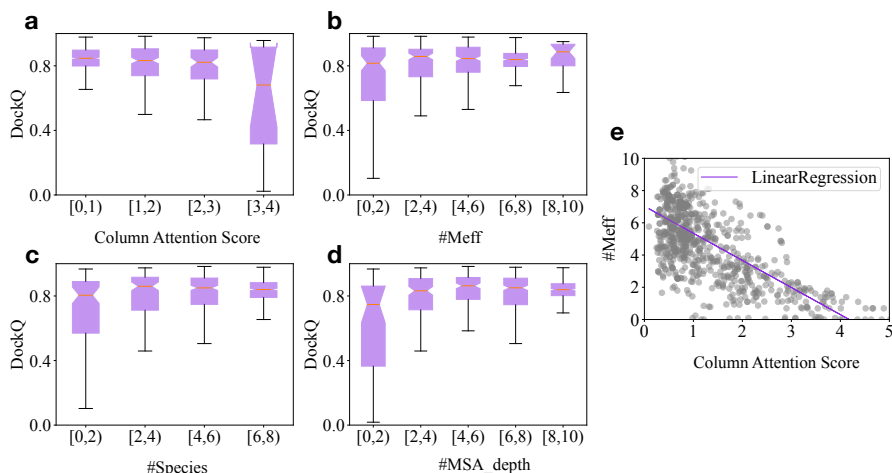 a
DockQ
0.8
0.4
0.0
[0,1) [1,2) [2,3) [3,4)
Column Attention Score
b
DockQ
0.8
0.4
0.0
[0,2) [2,4) [4,6) [6,8) [8,10)
#Meff
c
DockQ
0.8
0.4
0.0
[0,2) [2,4) [4,6) [6,8)
#Species
d
DockQ
0.8
0.4
0.0
[0,2) [2,4) [4,6) [6,8) [8,10)
#MSA_depth
e
LinearRegression
#Meff
10
8
6
4
2
0
0 1 2 3 4 5
Column Attention Score